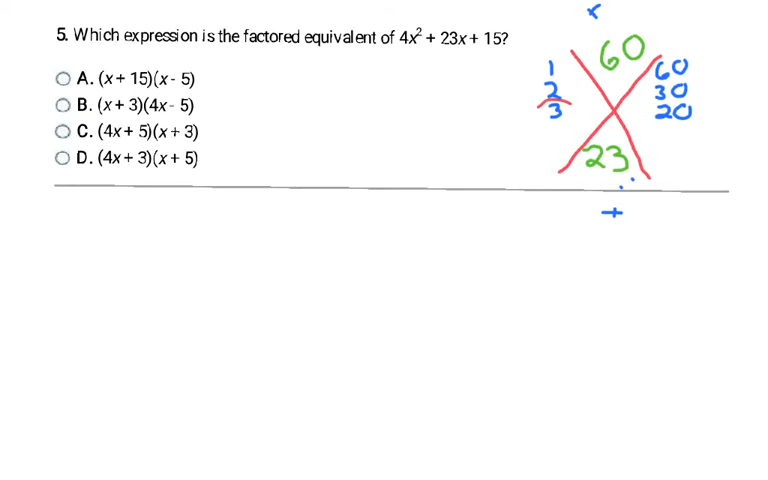 5. Which expression is the factored equivalent of 4x² + 23x + 15?
A. (x + 15)(x - 5)
B. (x + 3)(4x - 5)
C. (4x + 5)(x + 3)
D. (4x + 3)(x + 5)
x
60
1 60
2 30
3 20
23
+